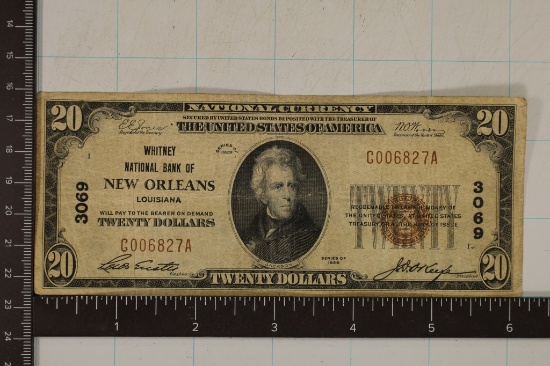 20
NATIONAL CURRENCY
20
SECURED BY UNITED STATES BONDS DEPOSITED WITH THE TREASURER OF
THE UNITED STATES OF AMERICA
WHITNEY
NATIONAL BANK OF
NEW ORLEANS
LOUISIANA
WILL PAY TO THE BEARER ON DEMAND
TWENTY DOLLARS
C006827A
C006827A
3069
3069
SERIES OF
1929
TWENTY DOLLARS
20
20
14
15
16
17
18
19
20
21
22
23
24
1
2
3
4
5
6